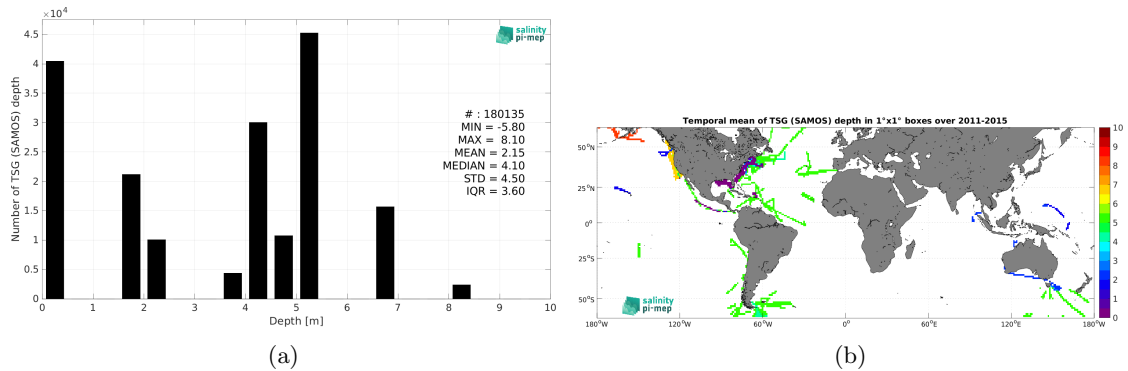 ×10⁴
4.5
4
3.5
3
2.5
2
1.5
1
0.5
0
0 1 2 3 4 5 6 7 8 9 10
Number of TSG (SAMOS) depth
Depth [m]
salinity
pi-mep
# : 180135
MIN = -5.80
MAX = 8.10
MEAN = 2.15
MEDIAN = 4.10
STD = 4.50
IQR = 3.60
(a)
Temporal mean of TSG (SAMOS) depth in 1°x1° boxes over 2011-2015
50°N
25°N
0°
25°S
50°S
180°W 120°W 60°W 0° 60°E 120°E 180°W
salinity
pi-mep
10
9
8
7
6
5
4
3
2
1
0
(b)